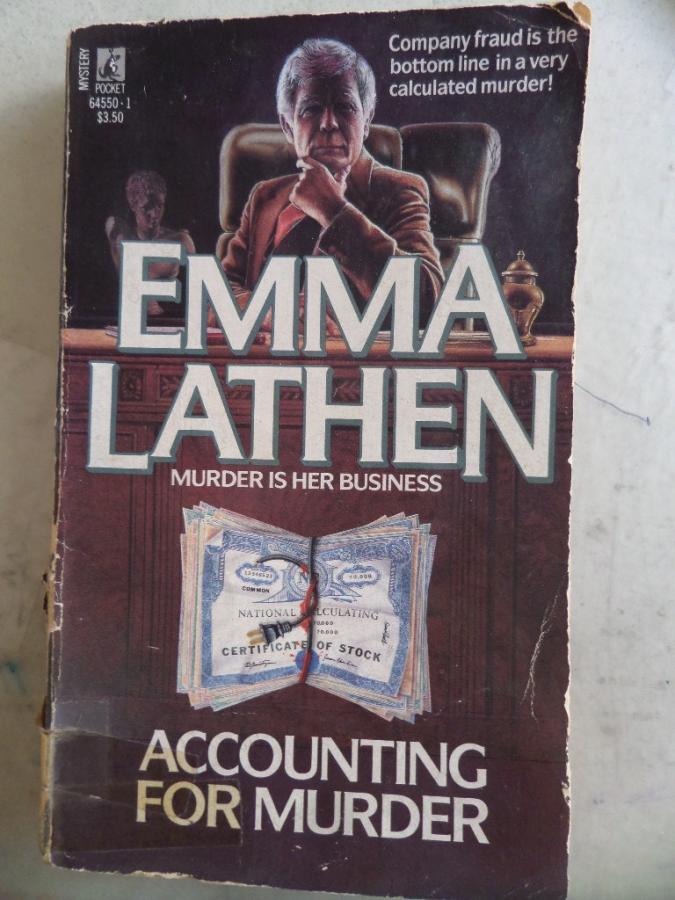 MYSTERY
POCKET
64550·1
$3.50
Company fraud is the
bottom line in a very
calculated murder!
EMMA
LATHEN
MURDER IS HER BUSINESS
COMMON
NATIONAL CALCULATING
CERTIFICATE OF STOCK
ACCOUNTING
FOR MURDER